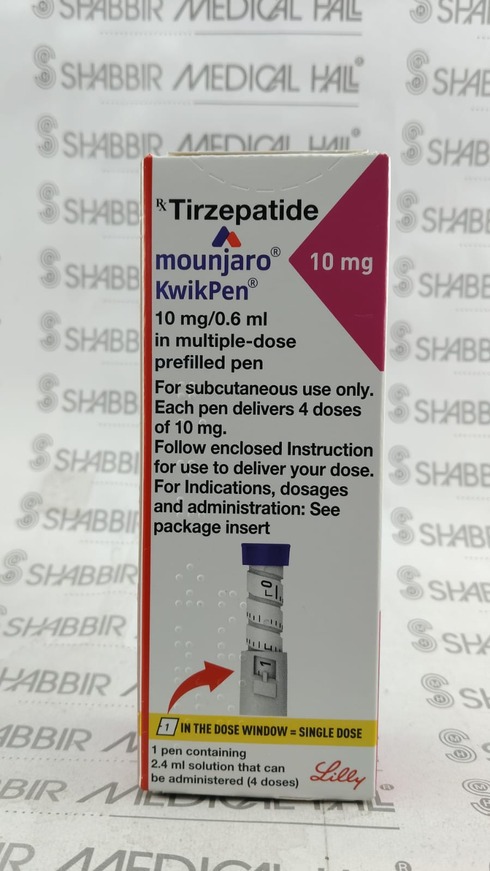 SHABBIR MEDICAL HALL®
℞ Tirzepatide
mounjaro®
KwikPen®
10 mg
10 mg/0.6 ml
in multiple-dose
prefilled pen
For subcutaneous use only.
Each pen delivers 4 doses
of 10 mg.
Follow enclosed Instruction
for use to deliver your dose.
For Indications, dosages
and administration: See
package insert
0
1
1 IN THE DOSE WINDOW = SINGLE DOSE
1 pen containing
2.4 ml solution that can
be administered (4 doses)
Lilly